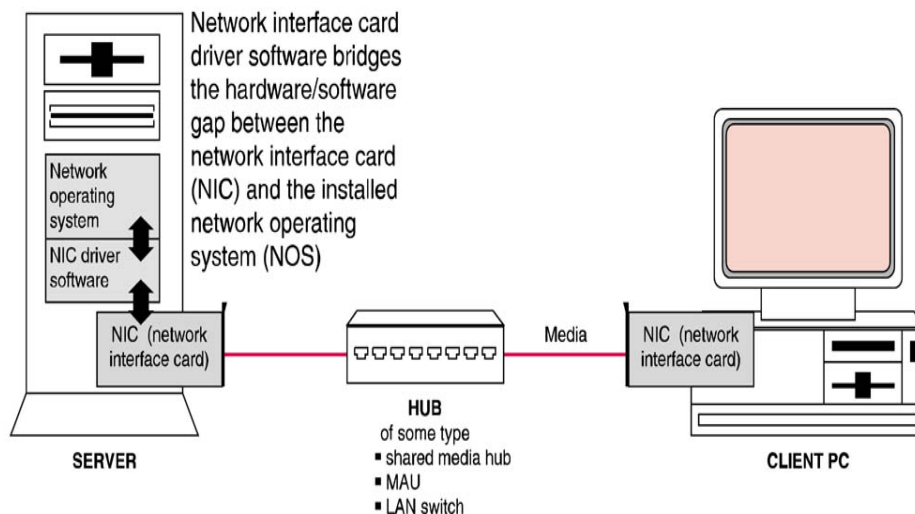 Network interface card
driver software bridges
the hardware/software
gap between the
network interface card
(NIC) and the installed
network operating
system (NOS)
Network
operating
system
NIC driver
software
NIC (network
interface card)
Media
NIC (network
interface card)
HUB
of some type
▪ shared media hub
▪ MAU
▪ LAN switch
SERVER
CLIENT PC